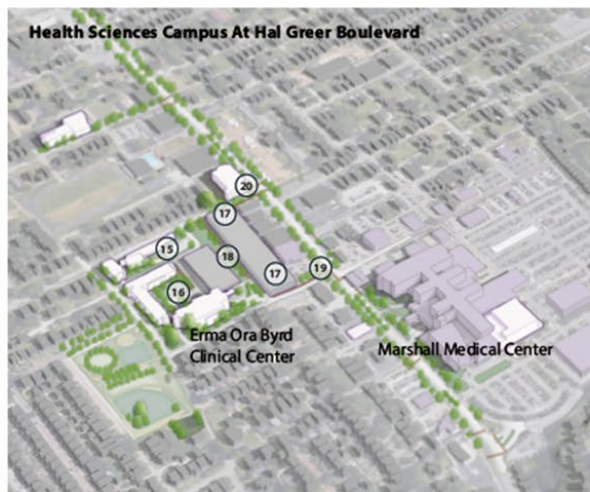 Health Sciences Campus At Hal Greer Boulevard
20
17
15
18
19
17
16
Erma Ora Byrd
Clinical Center
Marshall Medical Center